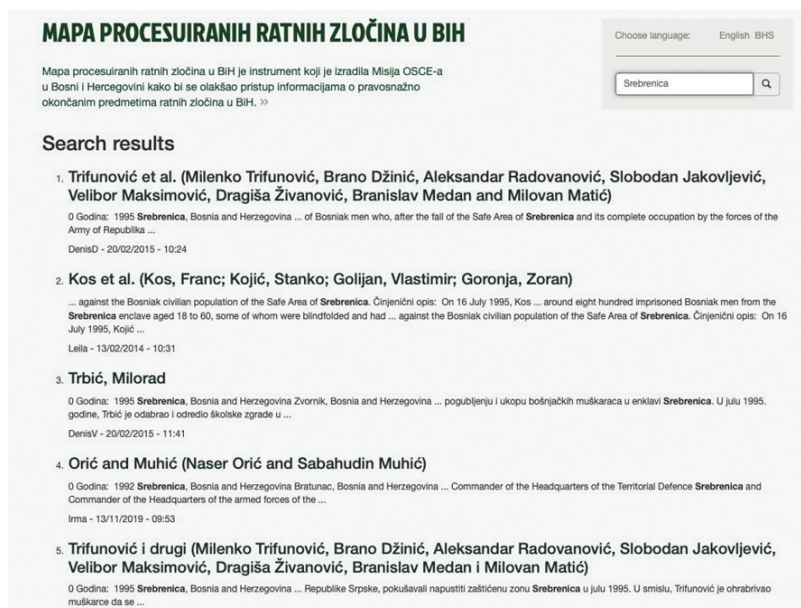 MAPA PROCESUIRANIH RATNIH ZLOČINA U BIH
Mapa procesuiranih ratnih zločina u BiH je instrument koji je izradila Misija OSCE-a
u Bosni i Hercegovini kako bi se olakšao pristup informacijama o pravosnažno
okončanim predmetima ratnih zločina u BiH. >>
Choose language: English BHS
Srebrenica
Search results
1. Trifunović et al. (Milenko Trifunović, Brano Džinić, Aleksandar Radovanović, Slobodan Jakovljević,
Velibor Maksimović, Dragiša Živanović, Branislav Medan and Milovan Matić)
0 Godina: 1995 Srebrenica, Bosnia and Herzegovina ... of Bosniak men who, after the fall of the Safe Area of Srebrenica and its complete occupation by the forces of the
Army of Republika ...
DenisD - 20/02/2015 - 10:24
2. Kos et al. (Kos, Franc; Kojić, Stanko; Golijan, Vlastimir; Goronja, Zoran)
... against the Bosniak civilian population of the Safe Area of Srebrenica. Činjenični opis: On 16 July 1995, Kos ... around eight hundred imprisoned Bosniak men from the
Srebrenica enclave aged 18 to 60, some of whom were blindfolded and had ... against the Bosniak civilian population of the Safe Area of Srebrenica. Činjenični opis: On 16
July 1995, Kojić ...
Leila - 13/02/2014 - 10:31
3. Trbić, Milorad
0 Godina: 1995 Srebrenica, Bosnia and Herzegovina Zvornik, Bosnia and Herzegovina ... pogubljenju i ukopu bošnjačkih muškaraca u enklavi Srebrenica. U julu 1995.
godine, Trbić je odabrao i odredio školske zgrade u ...
DenisV - 20/02/2015 - 11:41
4. Orić and Muhić (Naser Orić and Sabahudin Muhić)
0 Godina: 1992 Srebrenica, Bosnia and Herzegovina Bratunac, Bosnia and Herzegovina ... Commander of the Headquarters of the Territorial Defence Srebrenica and
Commander of the Headquarters of the armed forces of the ...
Irma - 13/11/2019 - 09:53
5. Trifunović i drugi (Milenko Trifunović, Brano Džinić, Aleksandar Radovanović, Slobodan Jakovljević,
Velibor Maksimović, Dragiša Živanović, Branislav Medan i Milovan Matić)
0 Godina: 1995 Srebrenica, Bosnia and Herzegovina ... Republike Srpske, pokušavali napustiti zaštićenu zonu Srebrenica u julu 1995. U smislu, Trifunović je ohrabrivao
muškarce da se ...